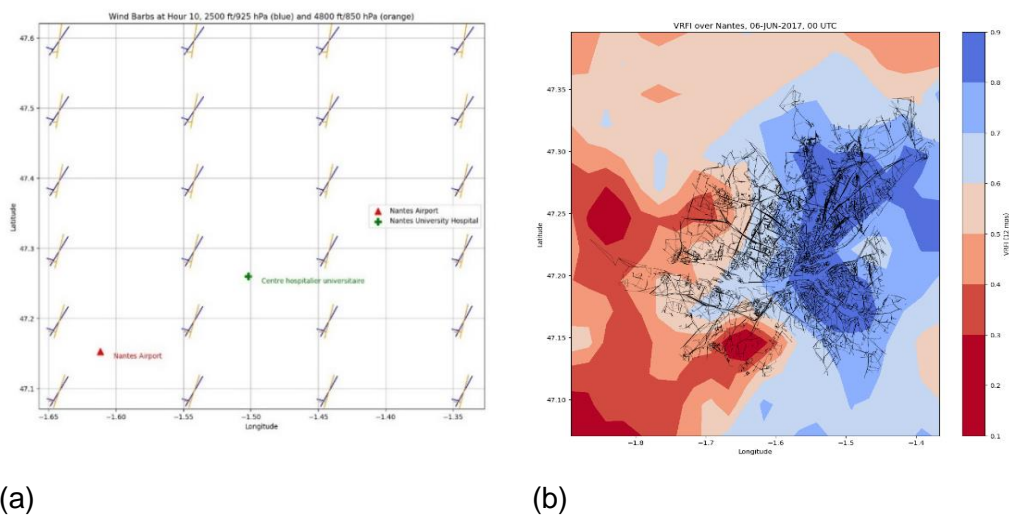 Wind Barbs at Hour 10, 2500 ft/925 hPa (blue) and 4800 ft/850 hPa (orange)
47.6
47.5
47.4
47.3
47.2
47.1
Latitude
Nantes Airport
Nantes University Hospital
Centre hospitalier universitaire
Nantes Airport
−1.65
−1.60
−1.55
−1.50
−1.45
−1.40
−1.35
Longitude
(a)
VRFI over Nantes, 06-JUN-2017, 00 UTC
47.35
47.30
47.25
47.20
47.15
47.10
Latitude
−1.8
−1.7
−1.6
−1.5
−1.4
Longitude
0.9
0.8
0.7
0.6
0.5
0.4
0.3
0.2
0.1
(b)